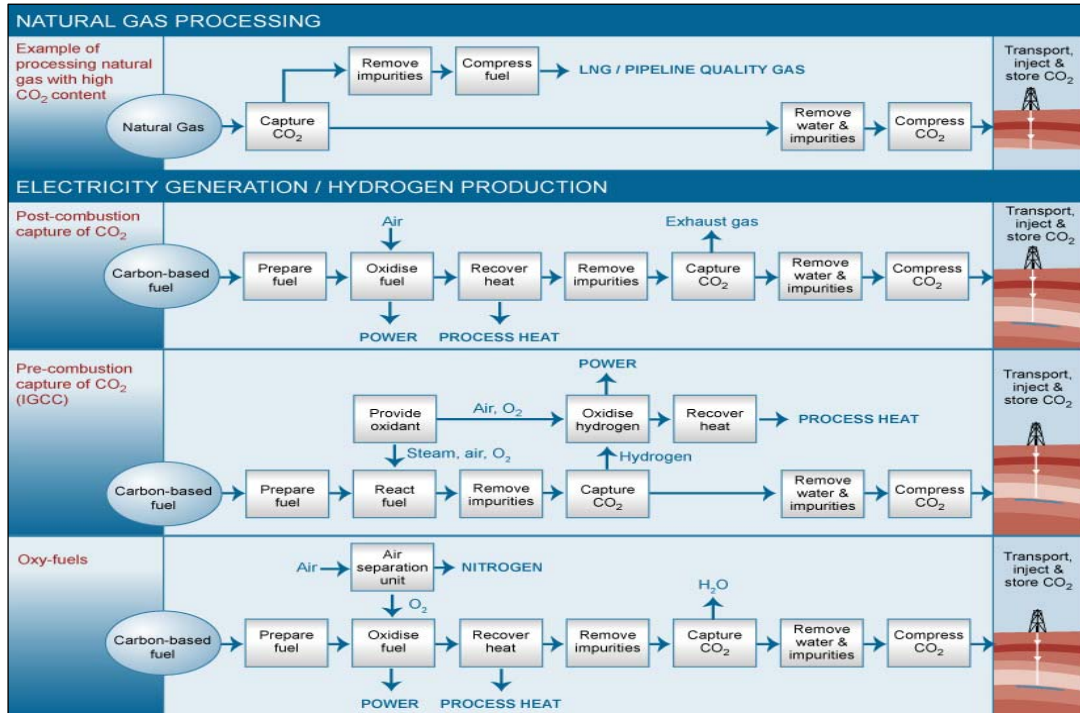 NATURAL GAS PROCESSING
Example of
processing natural
gas with high
CO₂ content
Natural Gas
Capture
CO₂
Remove
impurities
Compress
fuel
LNG / PIPELINE QUALITY GAS
Remove
water &
impurities
Compress
CO₂
Transport,
inject &
store CO₂
ELECTRICITY GENERATION / HYDROGEN PRODUCTION
Post-combustion
capture of CO₂
Carbon-based
fuel
Prepare
fuel
Air
Oxidise
fuel
POWER
Recover
heat
PROCESS HEAT
Remove
impurities
Exhaust gas
Capture
CO₂
Remove
water &
impurities
Compress
CO₂
Transport,
inject &
store CO₂
Pre-combustion
capture of CO₂
(IGCC)
Provide
oxidant
Air, O₂
POWER
Oxidise
hydrogen
Recover
heat
PROCESS HEAT
Steam, air, O₂
Hydrogen
Carbon-based
fuel
Prepare
fuel
React
fuel
Remove
impurities
Capture
CO₂
Remove
water &
impurities
Compress
CO₂
Transport,
inject &
store CO₂
Oxy-fuels
Air
Air
separation
unit
NITROGEN
O₂
Carbon-based
fuel
Prepare
fuel
Oxidise
fuel
POWER
Recover
heat
PROCESS HEAT
Remove
impurities
H₂O
Capture
CO₂
Remove
water &
impurities
Compress
CO₂
Transport,
inject &
store CO₂